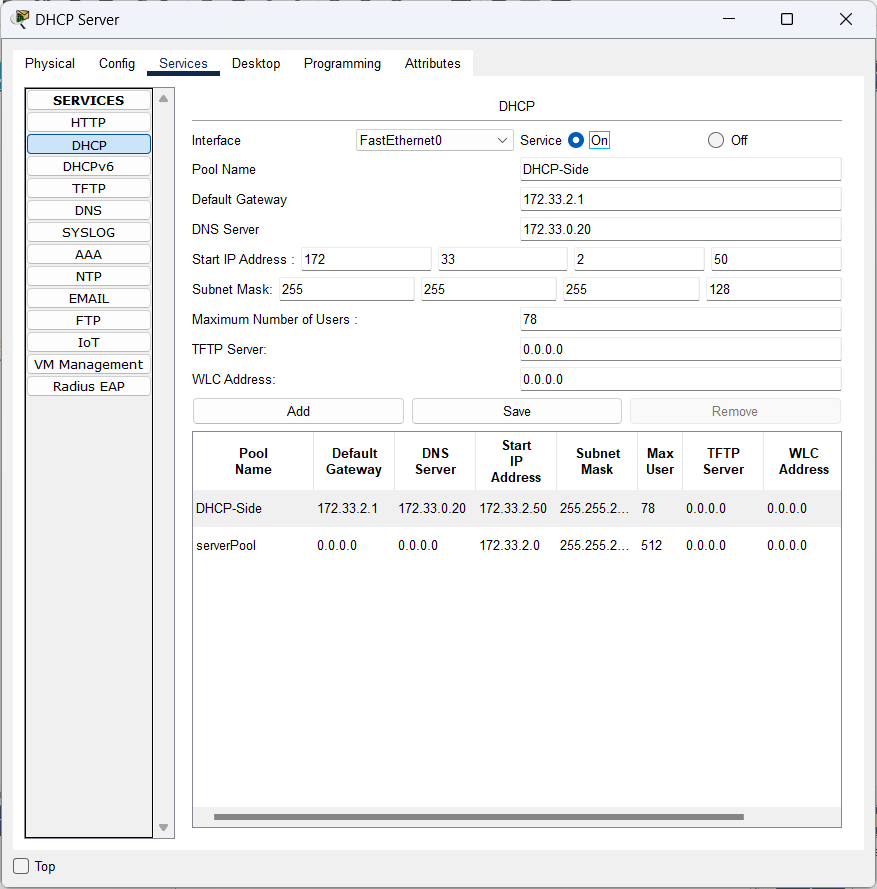 DHCP Server
Physical Config Services Desktop Programming Attributes
SERVICES
HTTP
DHCP
DHCPv6
TFTP
DNS
SYSLOG
AAA
NTP
EMAIL
FTP
IoT
VM Management
Radius EAP
DHCP
Interface FastEthernet0 Service On Off
Pool Name DHCP-Side
Default Gateway 172.33.2.1
DNS Server 172.33.0.20
Start IP Address : 172 33 2 50
Subnet Mask: 255 255 255 128
Maximum Number of Users : 78
TFTP Server: 0.0.0.0
WLC Address: 0.0.0.0
Add Save Remove
Pool Name Default Gateway DNS Server Start IP Address Subnet Mask Max User TFTP Server WLC Address
DHCP-Side 172.33.2.1 172.33.0.20 172.33.2.50 255.255.2... 78 0.0.0.0 0.0.0.0
serverPool 0.0.0.0 0.0.0.0 172.33.2.0 255.255.2... 512 0.0.0.0 0.0.0.0
Top